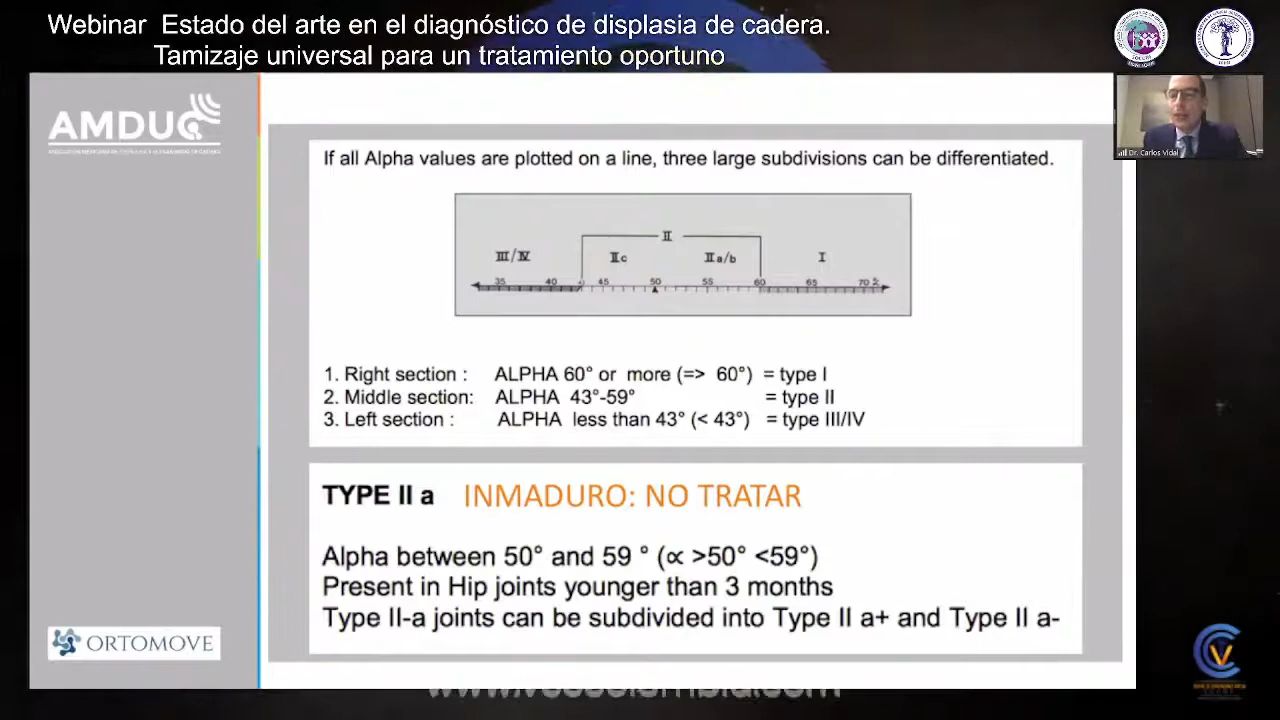 Webinar Estado del arte en el diagnóstico de displasia de cadera.
Tamizaje universal para un tratamiento oportuno
AMDUC
Dr. Carlos Vidal
If all Alpha values are plotted on a line, three large subdivisions can be differentiated.
II
III/IV IIc IIa/b I
35 40 45 50 55 60 65 70
1. Right section : ALPHA 60° or more (=> 60°) = type I
2. Middle section: ALPHA 43°-59° = type II
3. Left section : ALPHA less than 43° (< 43°) = type III/IV
TYPE II a INMADURO: NO TRATAR
Alpha between 50° and 59 ° (∝ >50° <59°)
Present in Hip joints younger than 3 months
Type II-a joints can be subdivided into Type II a+ and Type II a-
ORTOMOVE